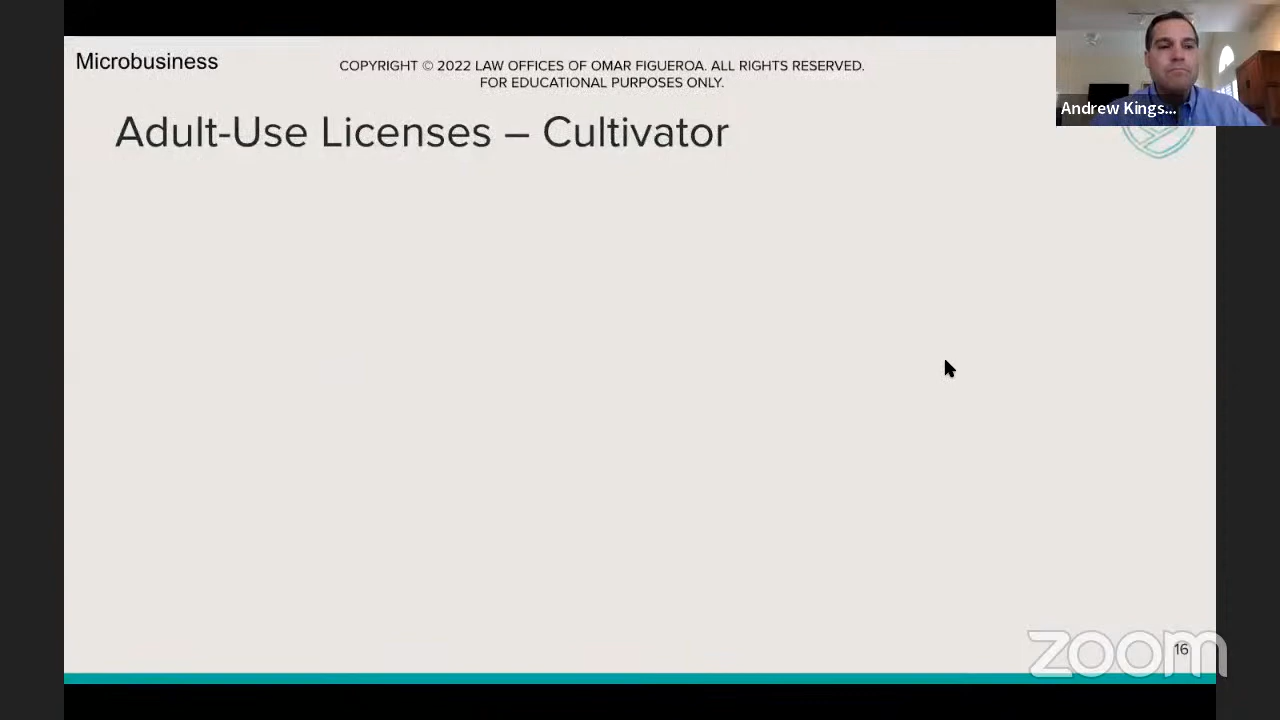 Microbusiness
COPYRIGHT © 2022 LAW OFFICES OF OMAR FIGUEROA. ALL RIGHTS RESERVED.
FOR EDUCATIONAL PURPOSES ONLY.
Andrew Kings...
Adult-Use Licenses – Cultivator
16
zoom